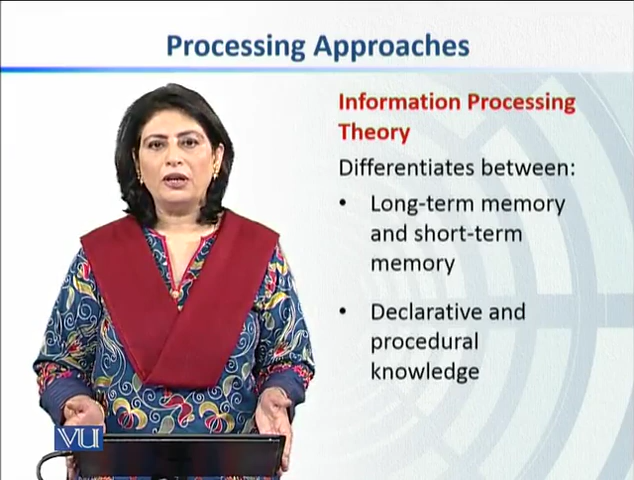 Processing Approaches
Information Processing
Theory
Differentiates between:
• Long-term memory
and short-term
memory
• Declarative and
procedural
knowledge
VU